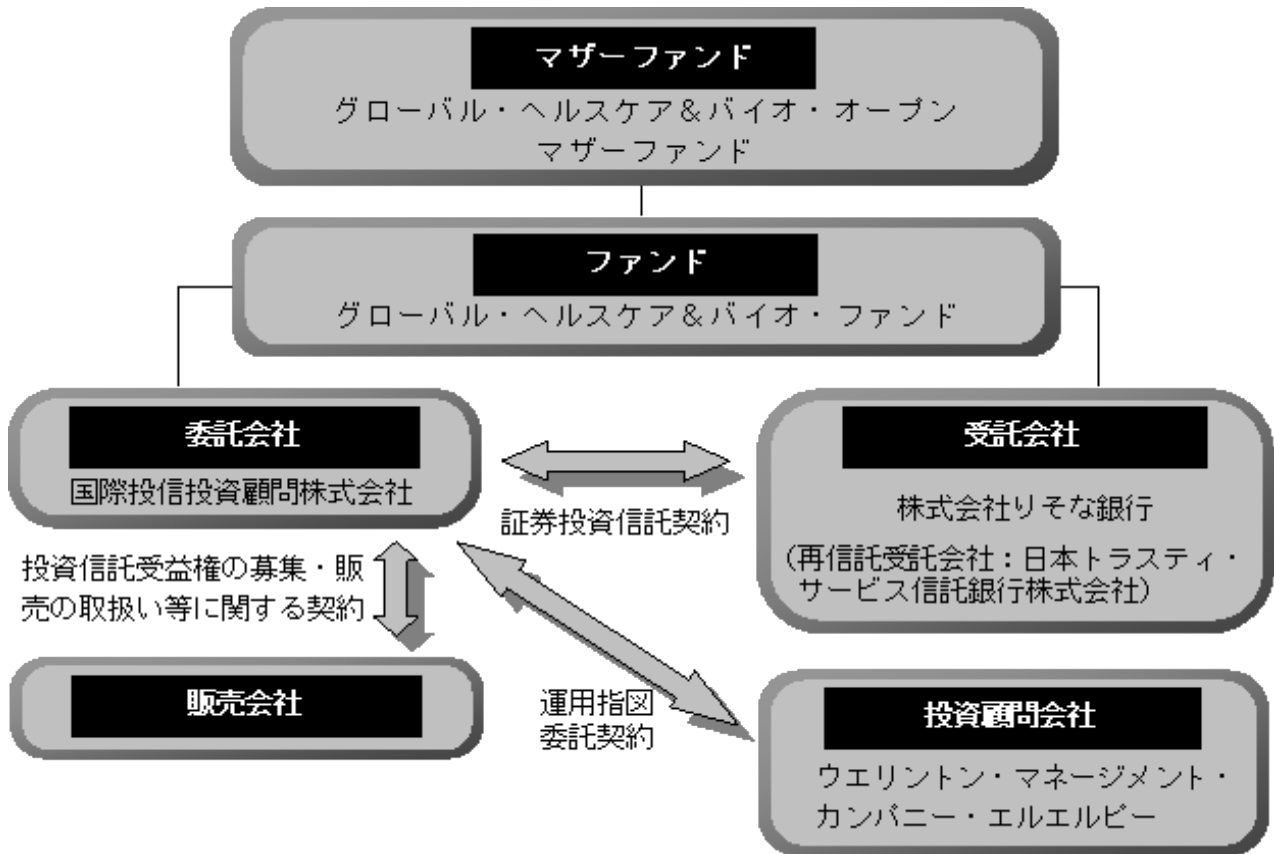 マザーファンド
グローバル・ヘルスケア&バイオ・オープン
マザーファンド
ファンド
グローバル・ヘルスケア&バイオ・ファンド
委託会社
国際投信投資顧問株式会社
受託会社
株式会社りそな銀行
(再信託受託会社:日本トラスティ・
サービス信託銀行株式会社)
証券投資信託契約
投資信託受益権の募集・販
売の取扱い等に関する契約
販売会社
運用指図
委託契約
投資顧問会社
ウエリントン・マネージメント・
カンパニー・エルエルピー